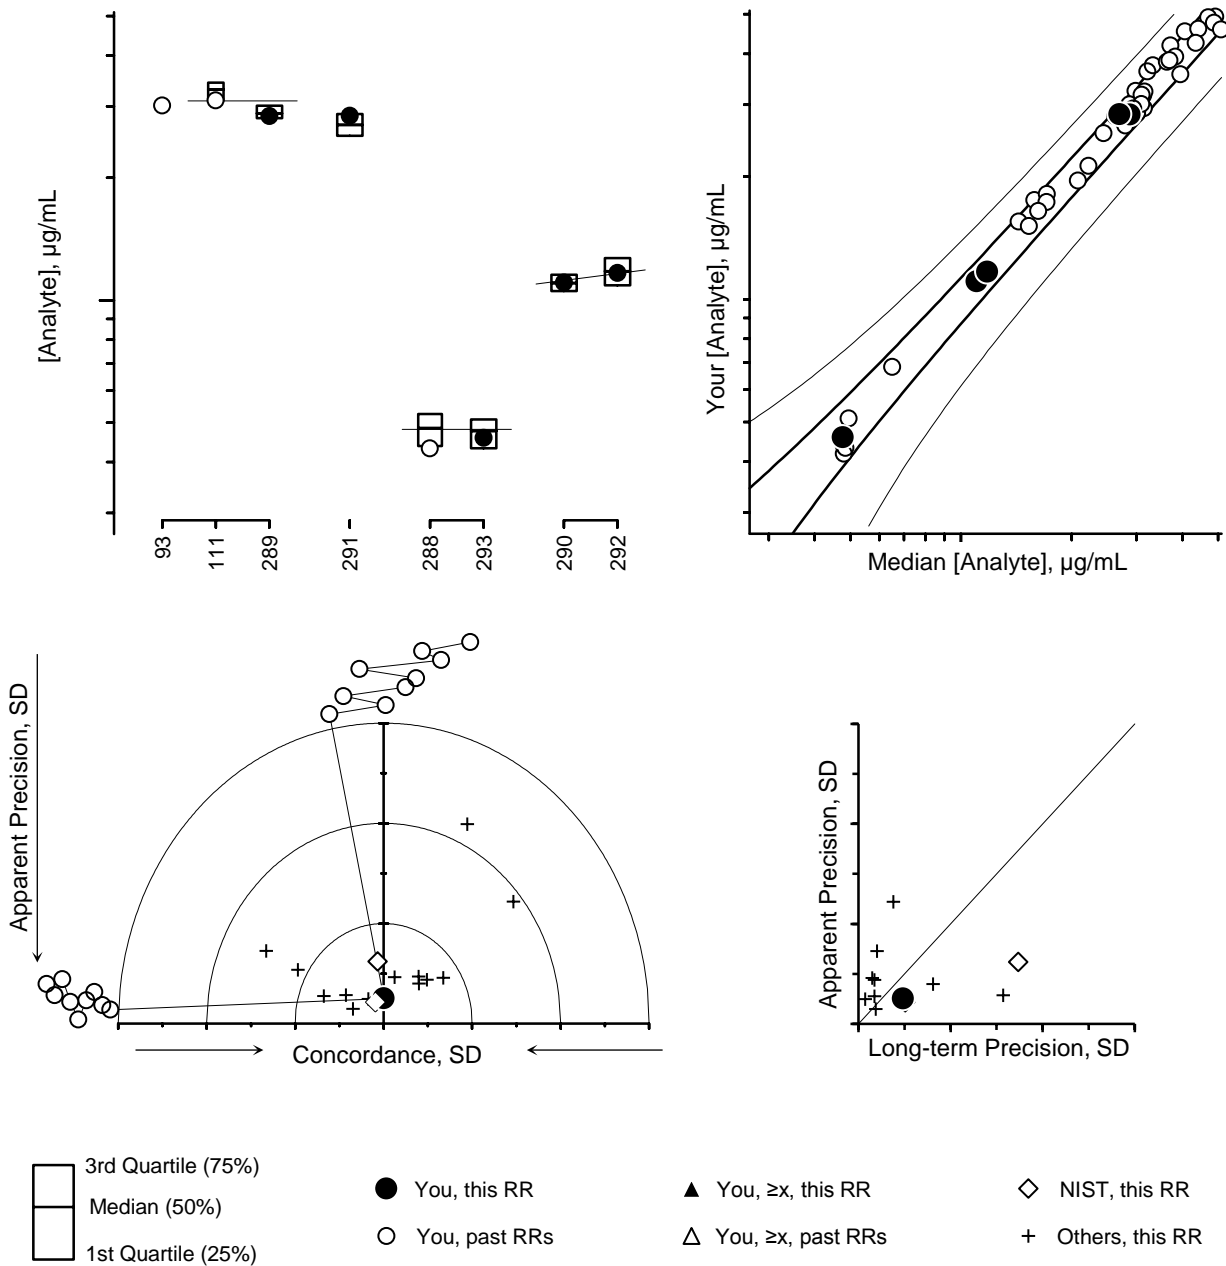 [Analyte], µg/mL
93
111
289
291
288
293
290
292
Your [Analyte], µg/mL
Median [Analyte], µg/mL
Apparent Precision, SD
Concordance, SD
Apparent Precision, SD
Long-term Precision, SD
3rd Quartile (75%)
Median (50%)
1st Quartile (25%)
You, this RR
You, past RRs
You, ≥x, this RR
You, ≥x, past RRs
NIST, this RR
Others, this RR